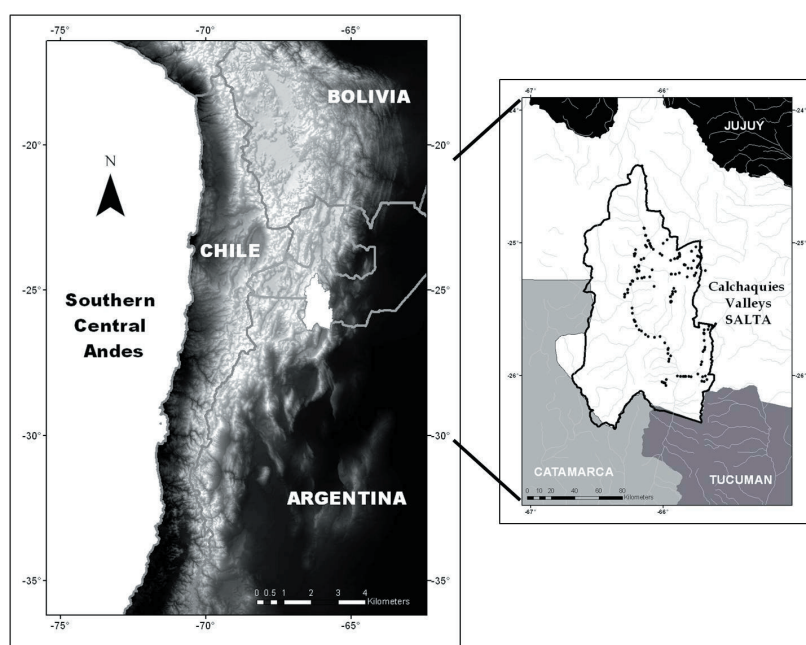 -75°
-70°
-65°
BOLIVIA
-20°
-20°
N
CHILE
-25°
-25°
Southern
Central
Andes
-30°
-30°
ARGENTINA
-35°
-35°
0 0.5 1 2 3 4
Kilometers
-75°
-70°
-65°
-67°
-66°
-24°
-24°
JUJUY
-25°
-25°
Calchaquies
Valleys
SALTA
-26°
-26°
CATAMARCA
TUCUMAN
0 10 20 40 60 80
Kilometers
-67°
-66°